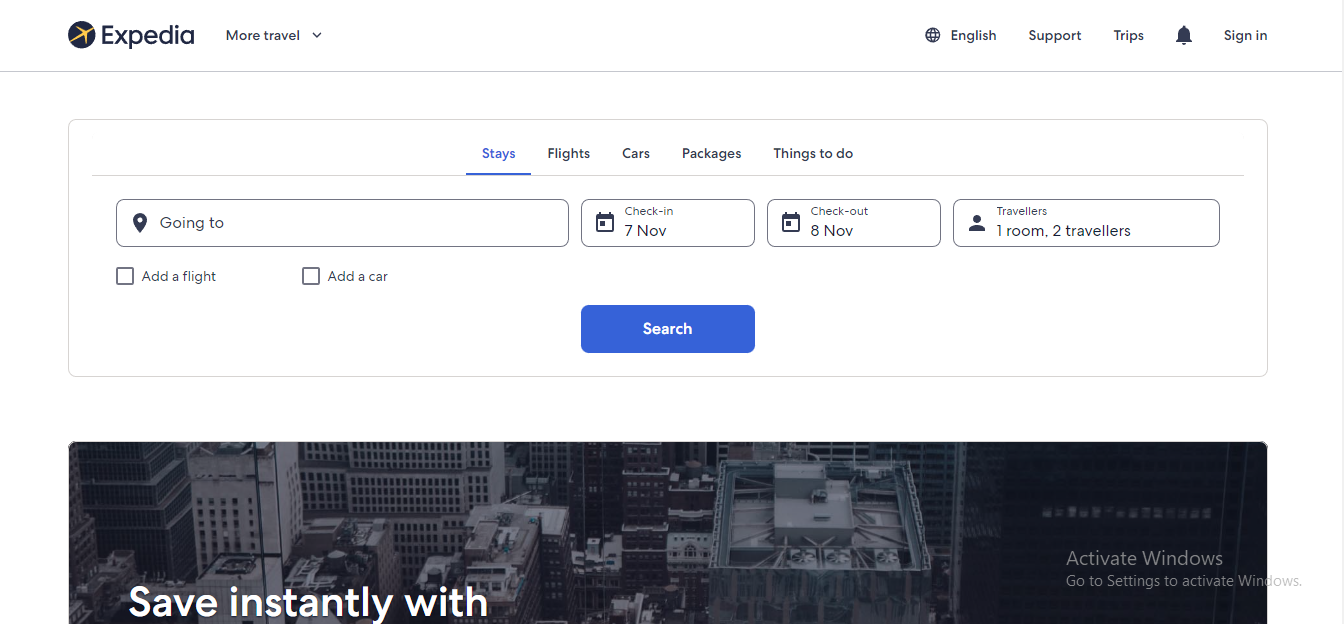 Expedia
More travel
English
Support
Trips
Sign in
Stays
Flights
Cars
Packages
Things to do
Going to
Check-in
7 Nov
Check-out
8 Nov
Travellers
1 room, 2 travellers
Add a flight
Add a car
Search
Save instantly with
Activate Windows
Go to Settings to activate Windows.